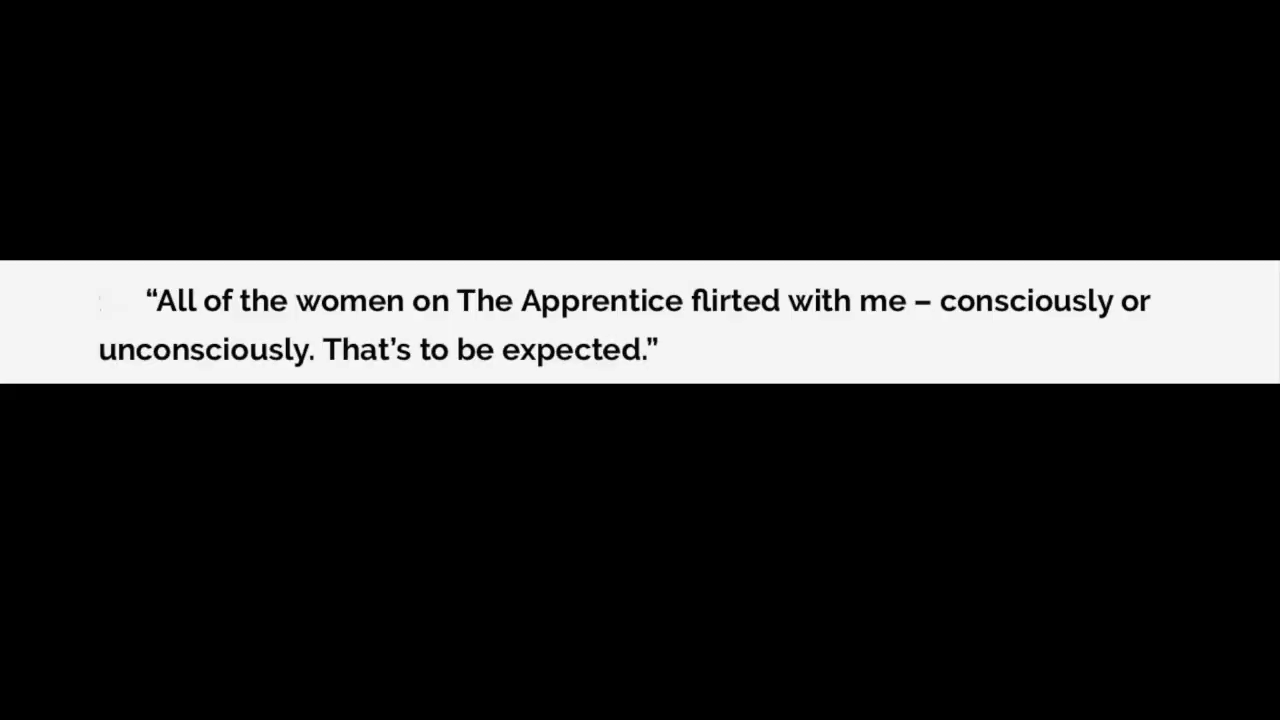 “All of the women on The Apprentice flirted with me – consciously or
unconsciously. That’s to be expected.”